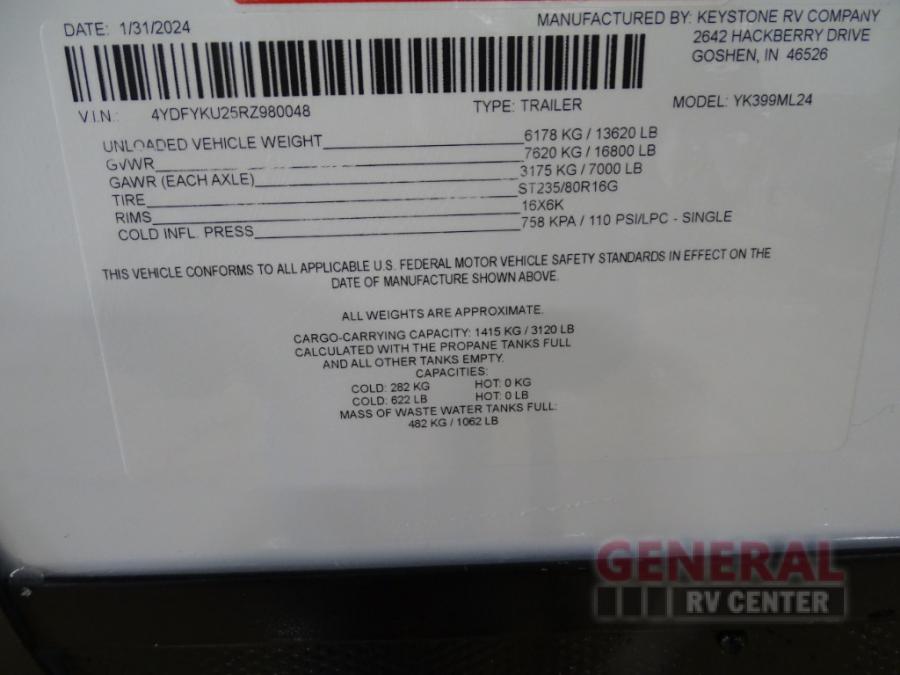 DATE: 1/31/2024
MANUFACTURED BY: KEYSTONE RV COMPANY
2642 HACKBERRY DRIVE
GOSHEN, IN 46526
V.I.N.: 4YDFYKU25RZ980048 TYPE: TRAILER MODEL: YK399ML24
UNLOADED VEHICLE WEIGHT 6178 KG / 13620 LB
GVWR 7620 KG / 16800 LB
GAWR (EACH AXLE) 3175 KG / 7000 LB
TIRE ST235/80R16G
RIMS 16X6K
COLD INFL. PRESS 758 KPA / 110 PSI/LPC - SINGLE
THIS VEHICLE CONFORMS TO ALL APPLICABLE U.S. FEDERAL MOTOR VEHICLE SAFETY STANDARDS IN EFFECT ON THE
DATE OF MANUFACTURE SHOWN ABOVE.
ALL WEIGHTS ARE APPROXIMATE.
CARGO-CARRYING CAPACITY: 1415 KG / 3120 LB
CALCULATED WITH THE PROPANE TANKS FULL
AND ALL OTHER TANKS EMPTY.
CAPACITIES:
COLD: 282 KG HOT: 0 KG
COLD: 622 LB HOT: 0 LB
MASS OF WASTE WATER TANKS FULL:
482 KG / 1062 LB
GENERAL
RV CENTER